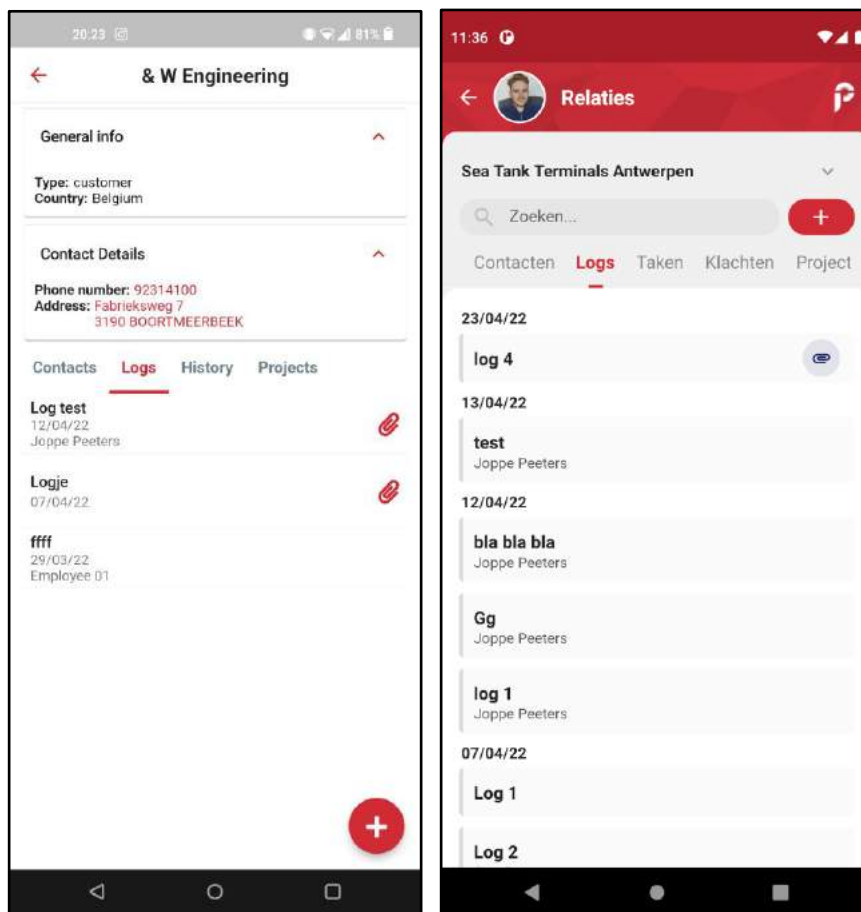 20:23 81%
& W Engineering
General info
Type: customer
Country: Belgium
Contact Details
Phone number: 92314100
Address: Fabrieksweg 7
3190 BOORTMEERBEEK
Contacts Logs History Projects
Log test
12/04/22
Joppe Peeters
Logje
07/04/22
ffff
29/03/22
Employee 01
11:36
Relaties
Sea Tank Terminals Antwerpen
Zoeken...
Contacten Logs Taken Klachten Project
23/04/22
log 4
13/04/22
test
Joppe Peeters
12/04/22
bla bla bla
Joppe Peeters
Gg
Joppe Peeters
log 1
Joppe Peeters
07/04/22
Log 1
Log 2